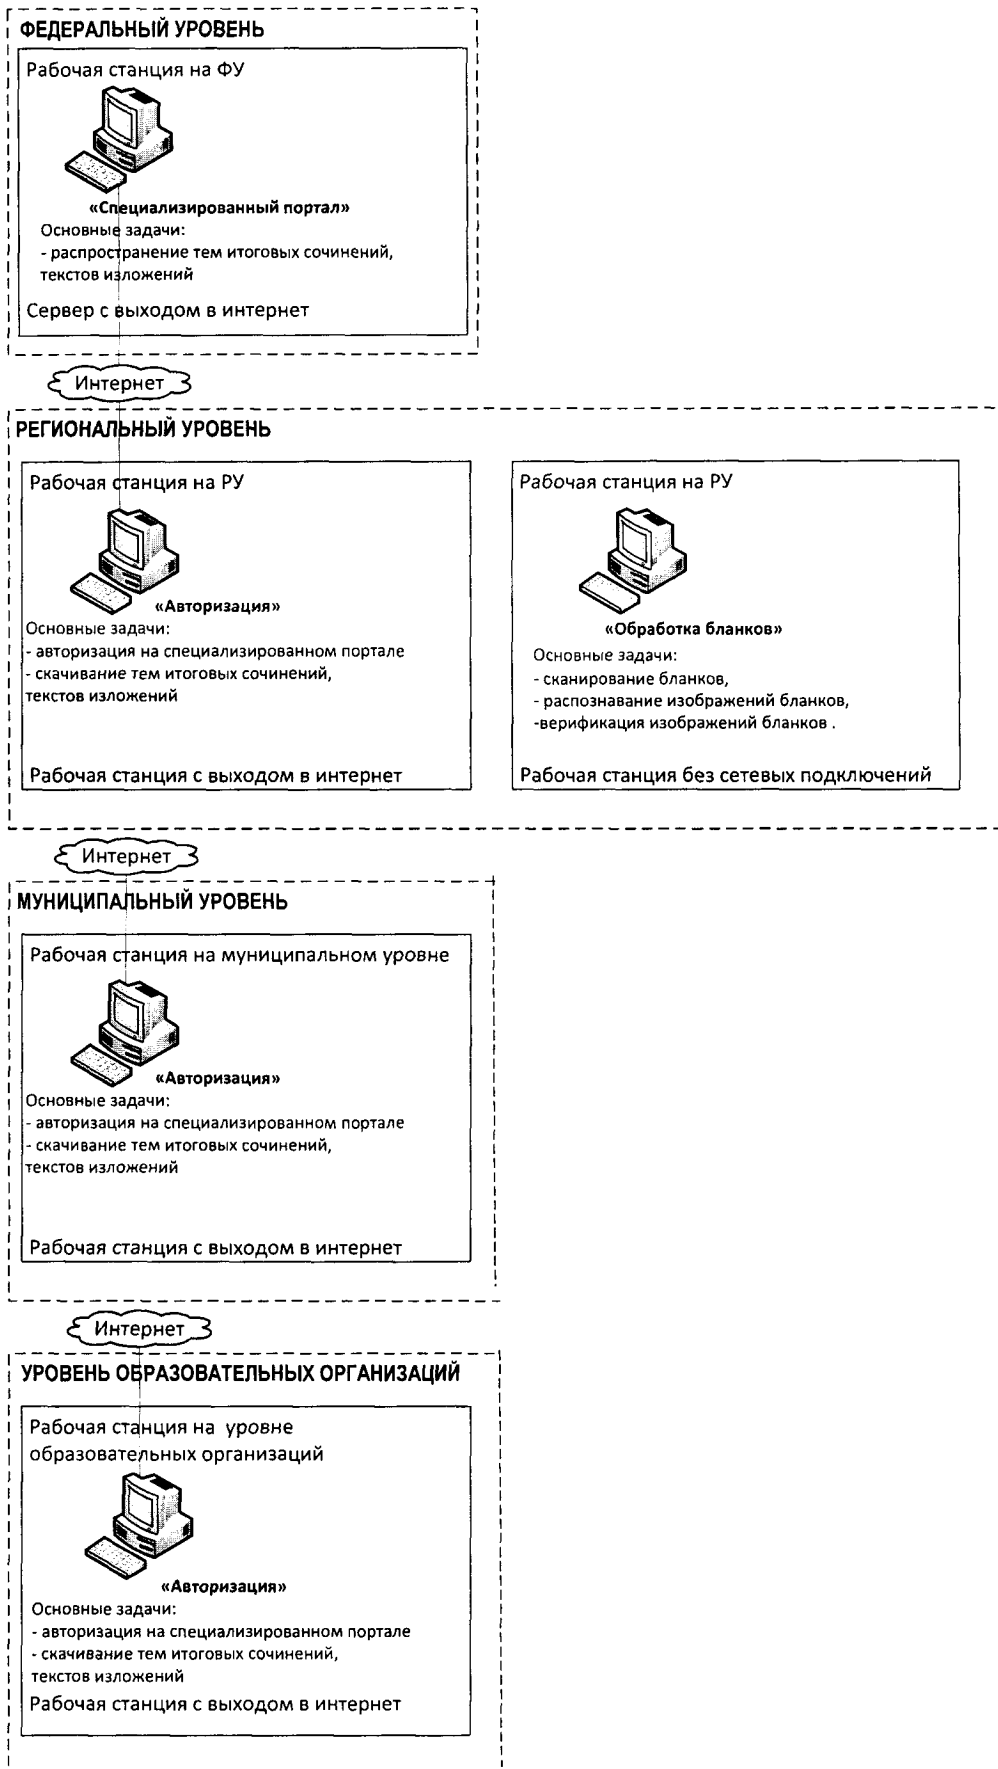 ФЕДЕРАЛЬНЫЙ УРОВЕНЬ
Рабочая станция на ФУ
«Специализированный портал»
Основные задачи:
- распространение тем итоговых сочинений,
текстов изложений
Сервер с выходом в интернет
Интернет
РЕГИОНАЛЬНЫЙ УРОВЕНЬ
Рабочая станция на РУ
«Авторизация»
Основные задачи:
- авторизация на специализированном портале
- скачивание тем итоговых сочинений,
текстов изложений
Рабочая станция с выходом в интернет
Рабочая станция на РУ
«Обработка бланков»
Основные задачи:
- сканирование бланков,
- распознавание изображений бланков,
-верификация изображений бланков .
Рабочая станция без сетевых подключений
Интернет
МУНИЦИПАЛЬНЫЙ УРОВЕНЬ
Рабочая станция на муниципальном уровне
«Авторизация»
Основные задачи:
- авторизация на специализированном портале
- скачивание тем итоговых сочинений,
текстов изложений
Рабочая станция с выходом в интернет
Интернет
УРОВЕНЬ ОБРАЗОВАТЕЛЬНЫХ ОРГАНИЗАЦИЙ
Рабочая станция на уровне
образовательных организаций
«Авторизация»
Основные задачи:
- авторизация на специализированном портале
- скачивание тем итоговых сочинений,
текстов изложений
Рабочая станция с выходом в интернет